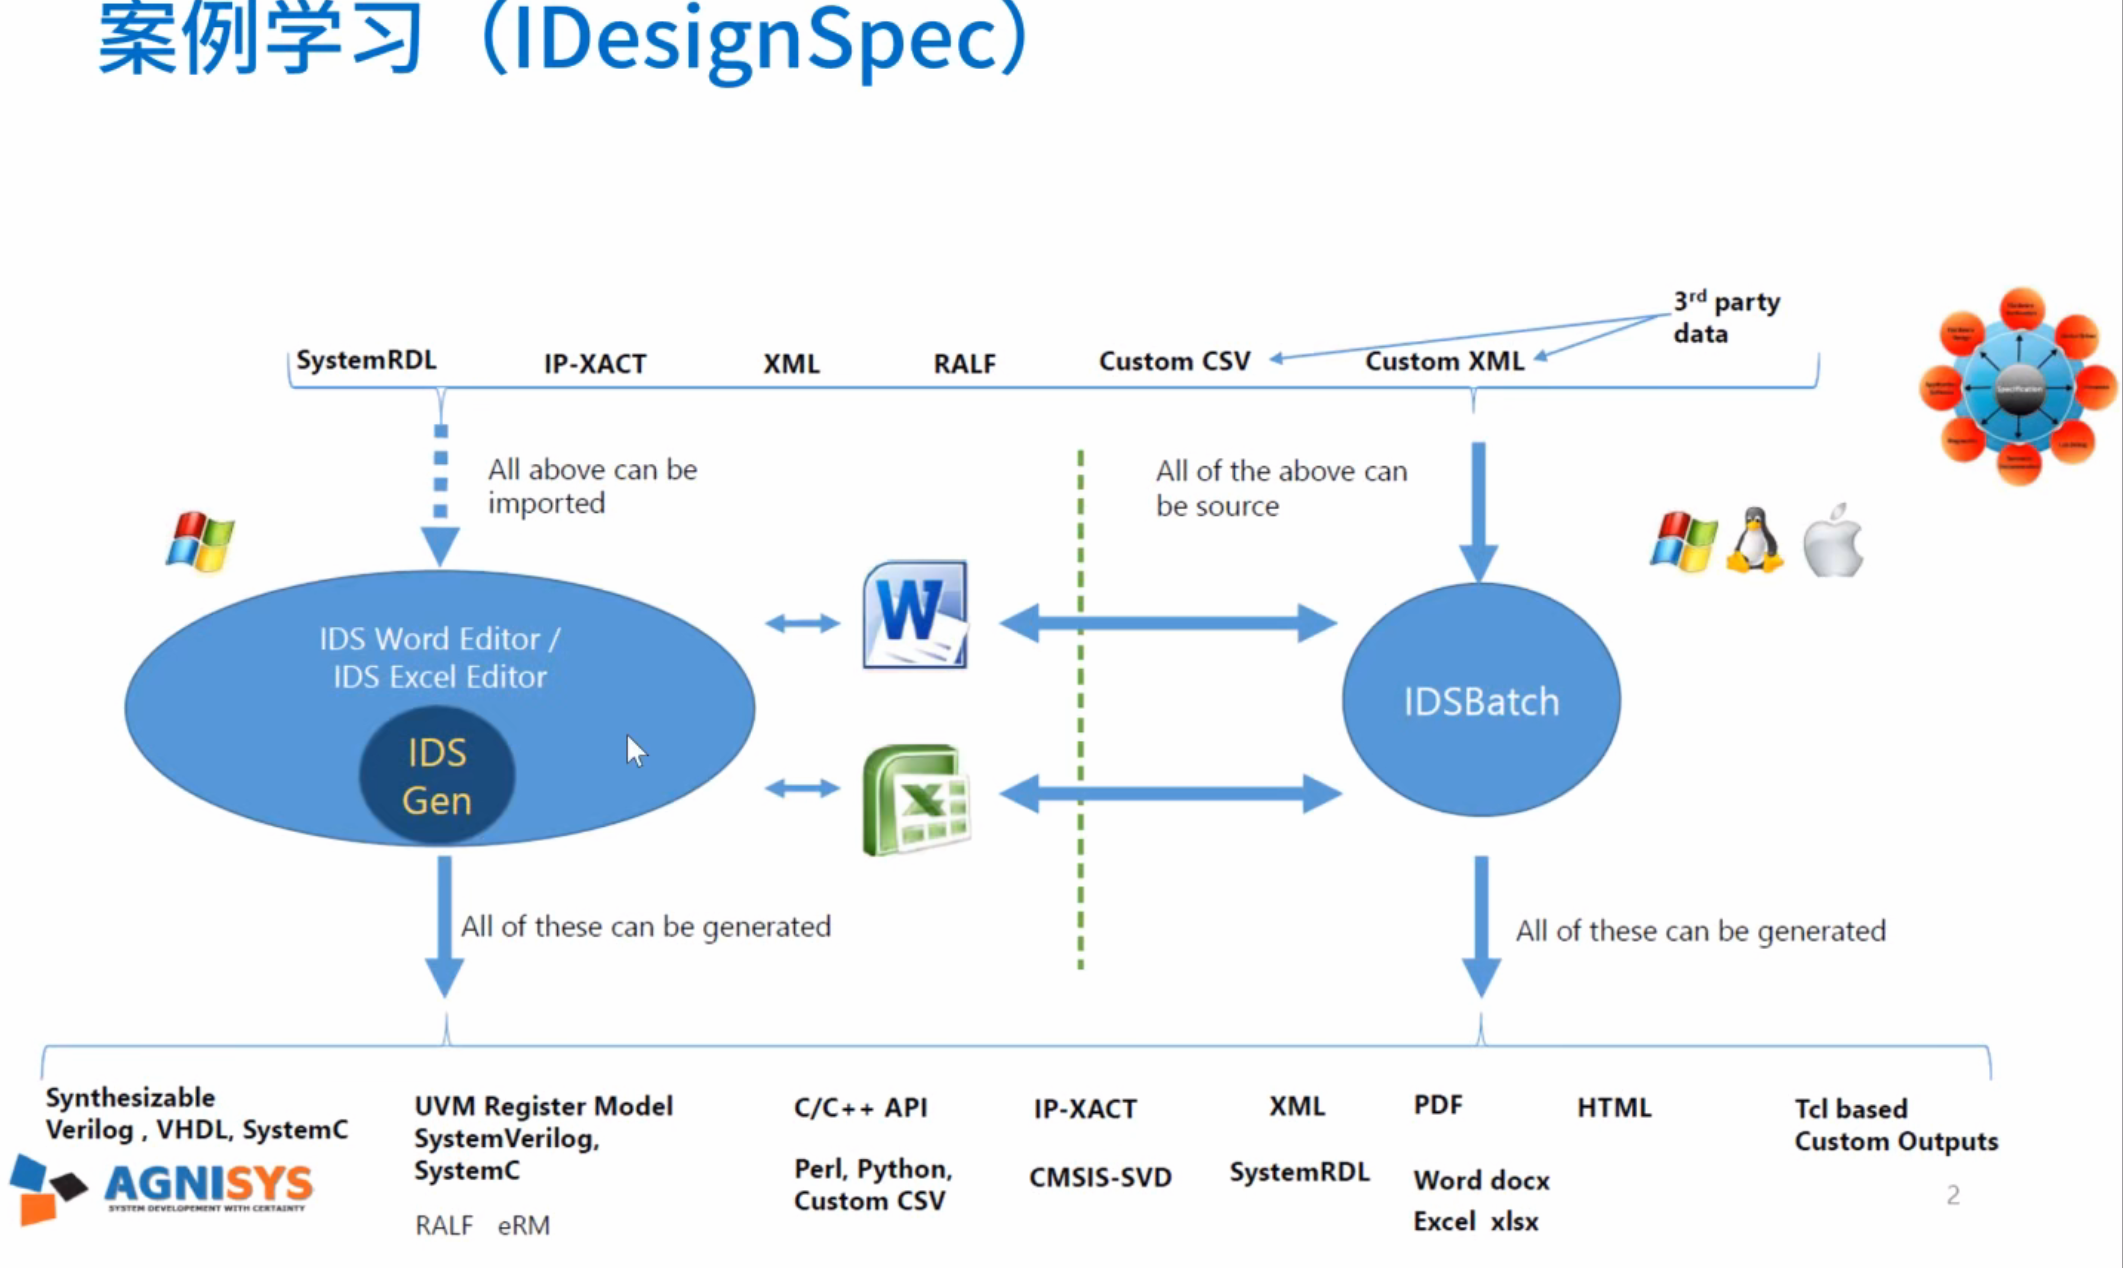 案例学习（IDesignSpec）
3rd party
data
SystemRDL
IP-XACT
XML
RALF
Custom CSV
Custom XML
Specification
All above can be
imported
All of the above can
be source
IDS Word Editor /
IDS Excel Editor
IDS
Gen
W
X
IDSBatch
All of these can be generated
All of these can be generated
Synthesizable
Verilog , VHDL, SystemC
UVM Register Model
SystemVerilog,
SystemC
RALF eRM
C/C++ API
Perl, Python,
Custom CSV
IP-XACT
CMSIS-SVD
XML
SystemRDL
PDF
Word docx
Excel xlsx
HTML
Tcl based
Custom Outputs
AGNISYS
SYSTEM DEVELOPEMENT WITH CERTAINTY
2